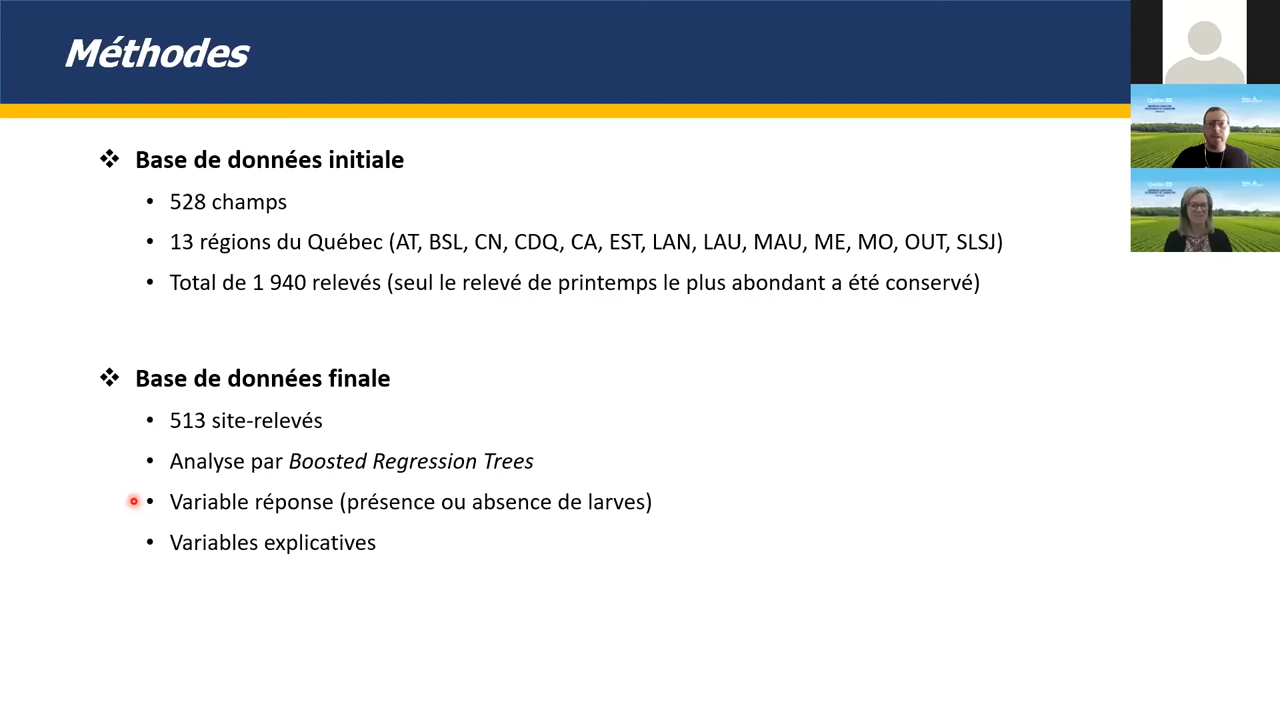 Méthodes
❖ Base de données initiale
• 528 champs
• 13 régions du Québec (AT, BSL, CN, CDQ, CA, EST, LAN, LAU, MAU, ME, MO, OUT, SLSJ)
• Total de 1 940 relevés (seul le relevé de printemps le plus abondant a été conservé)
❖ Base de données finale
• 513 site-relevés
• Analyse par Boosted Regression Trees
• Variable réponse (présence ou absence de larves)
• Variables explicatives